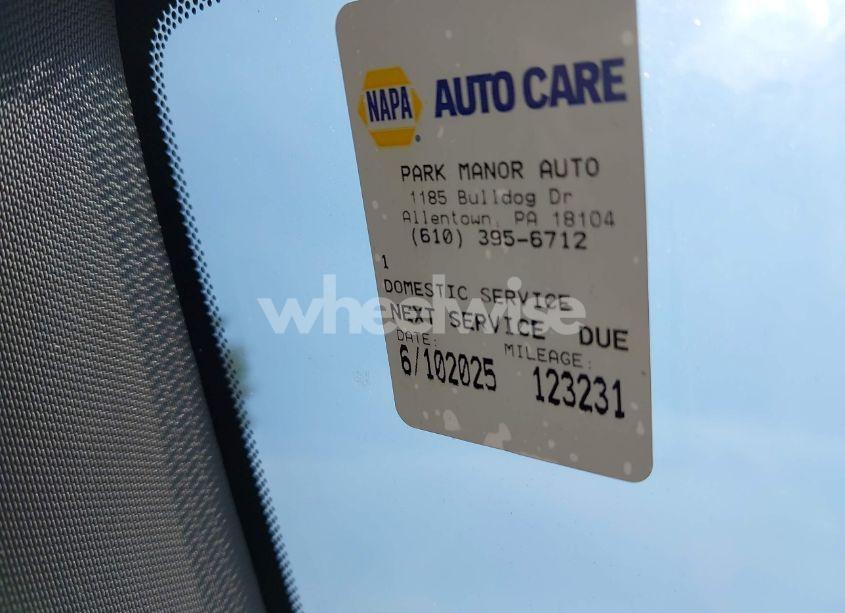 NAPA AUTO CARE
PARK MANOR AUTO
1185 Bulldog Dr
Allentown, PA 18104
(610) 395-6712
1
DOMESTIC SERVICE
NEXT SERVICE DUE
DATE: MILEAGE:
6/102025 123231
wheelwise